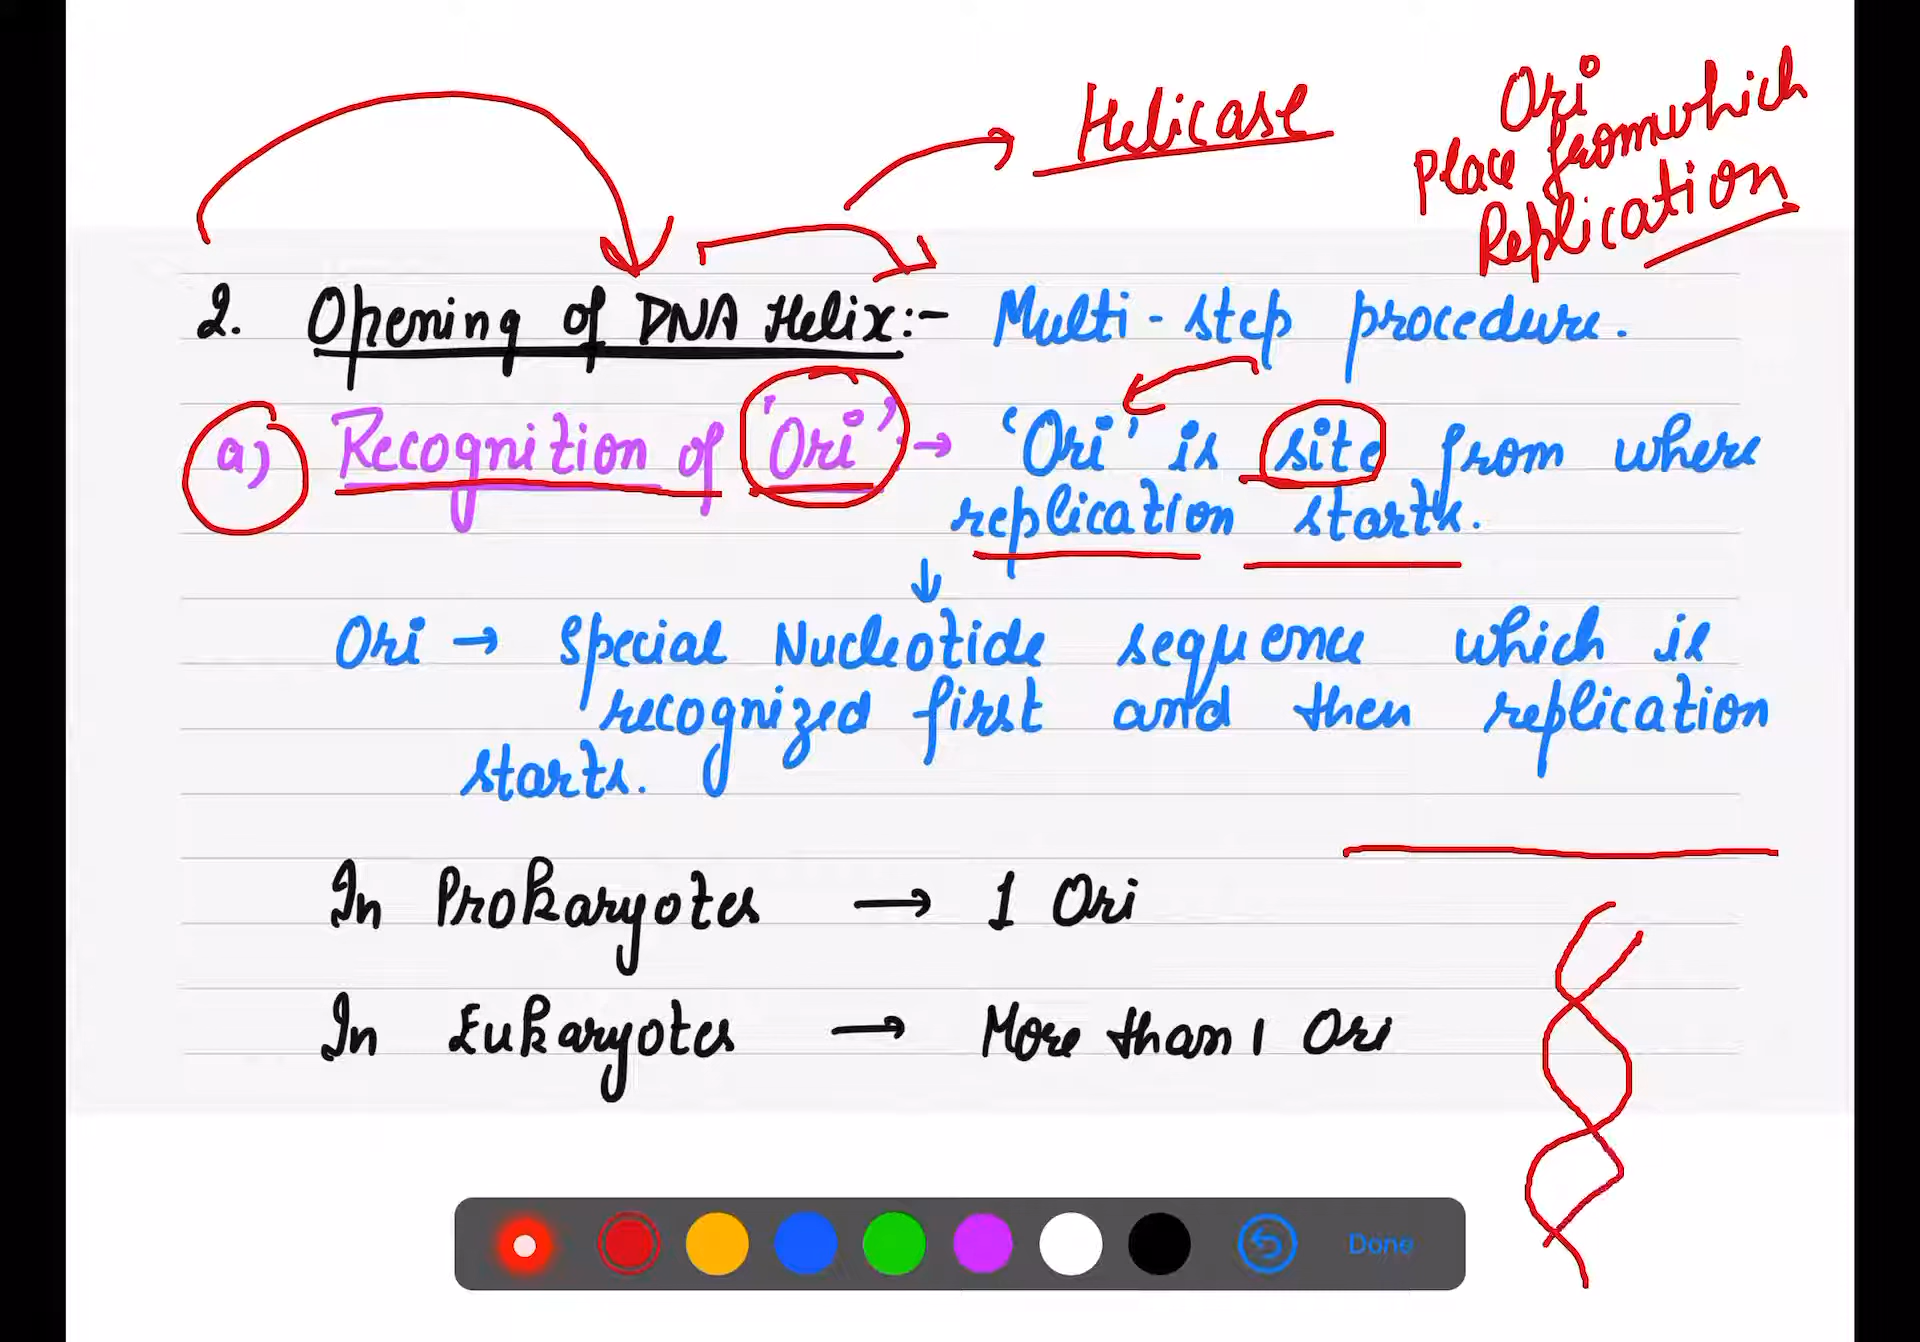 Helicase
Ori
Place from which
Replication
2. Opening of DNA Helix:- Multi-step procedure.
a) Recognition of 'Ori' → 'Ori' is site from where
replication starts.
↓
Ori → Special Nucleotide sequence which is
recognized first and then replication
starts.
In Prokaryotes → 1 Ori
In Eukaryotes → More than 1 Ori
Done